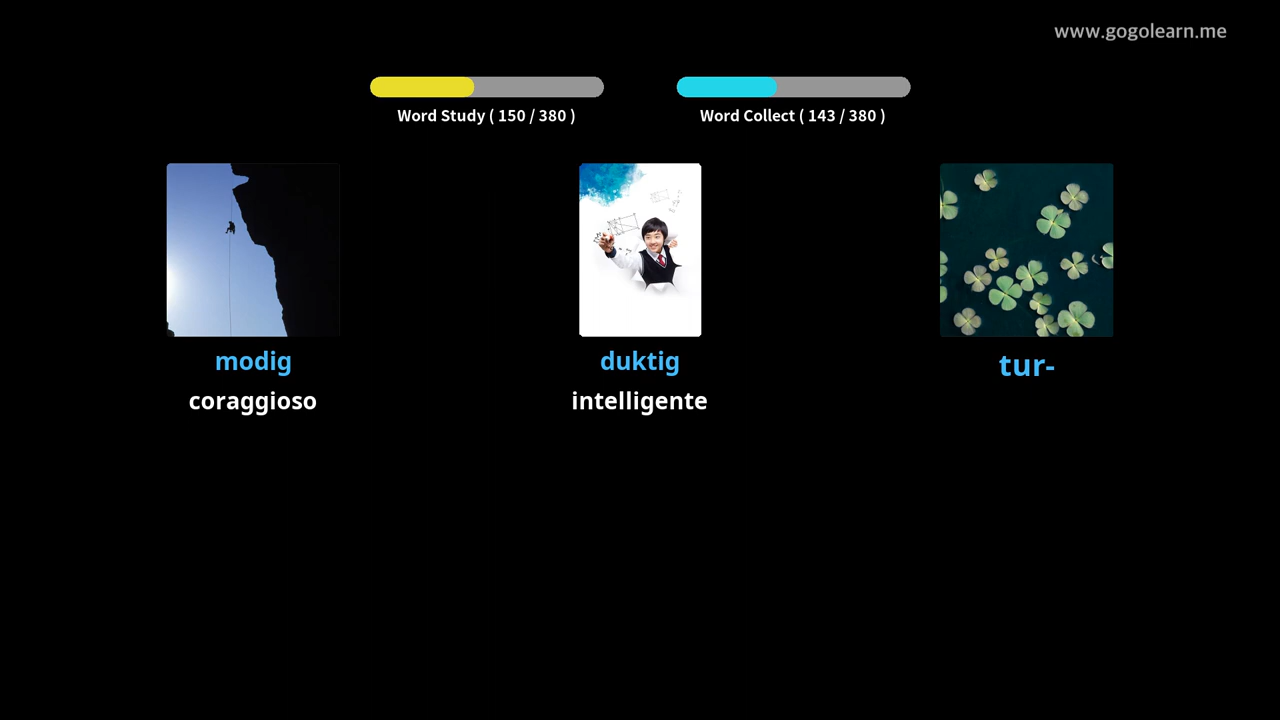 www.gogolearn.me
Word Study ( 150 / 380 )
Word Collect ( 143 / 380 )
modig
duktig
tur-
coraggioso
intelligente